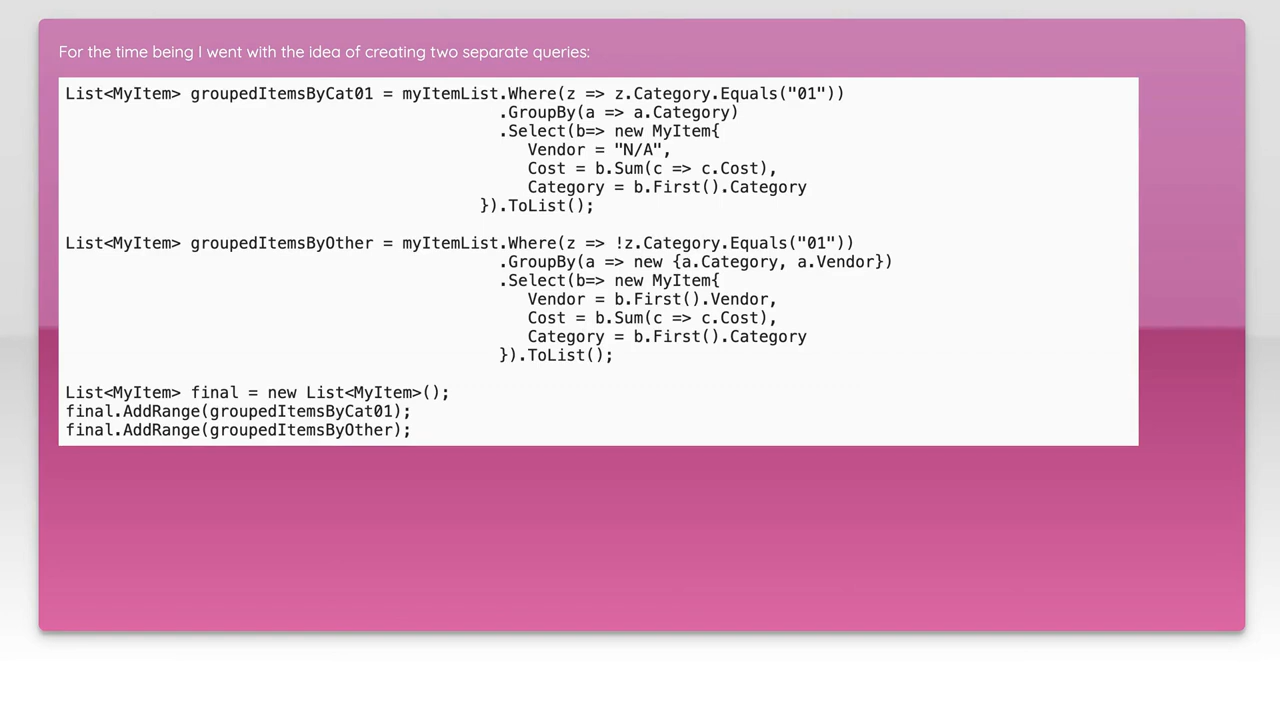 For the time being I went with the idea of creating two separate queries:
List<MyItem> groupedItemsByCat01 = myItemList.Where(z => z.Category.Equals("01"))
.GroupBy(a => a.Category)
.Select(b=> new MyItem{
Vendor = "N/A",
Cost = b.Sum(c => c.Cost),
Category = b.First().Category
}).ToList();
List<MyItem> groupedItemsByOther = myItemList.Where(z => !z.Category.Equals("01"))
.GroupBy(a => new {a.Category, a.Vendor})
.Select(b=> new MyItem{
Vendor = b.First().Vendor,
Cost = b.Sum(c => c.Cost),
Category = b.First().Category
}).ToList();
List<MyItem> final = new List<MyItem>();
final.AddRange(groupedItemsByCat01);
final.AddRange(groupedItemsByOther);